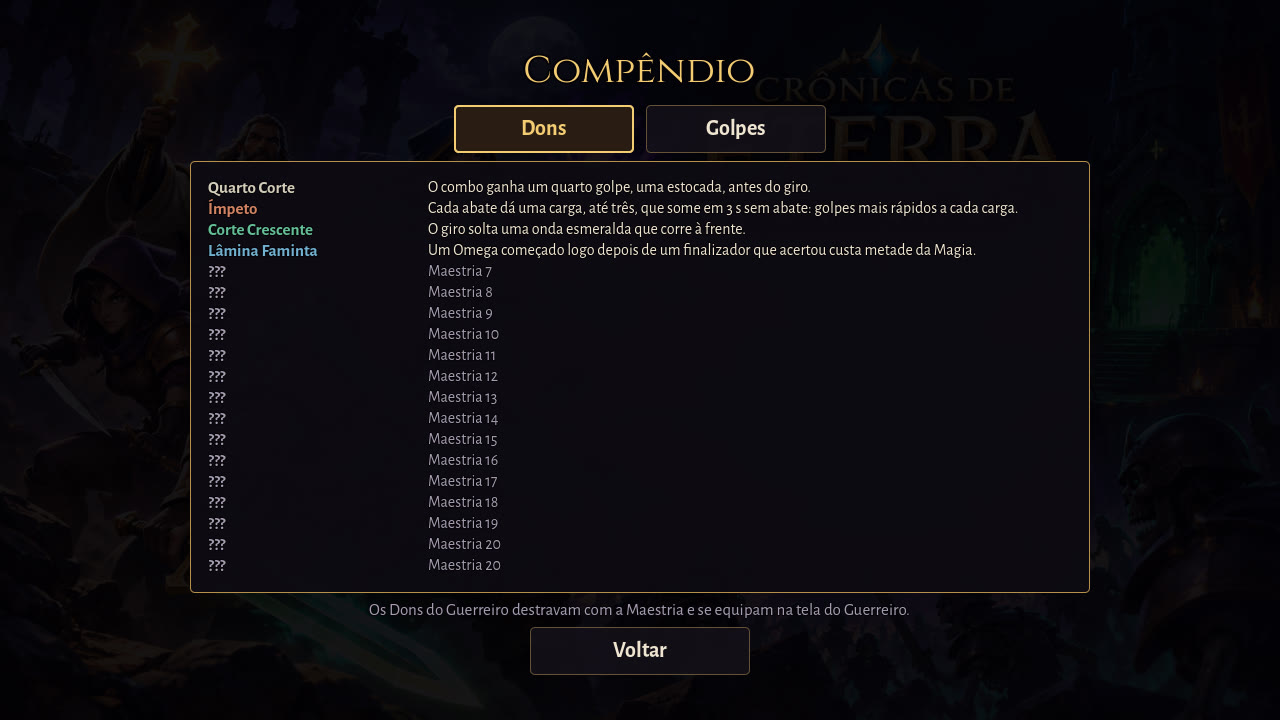 Compêndio
CRÔNICAS DE
ETERRA
Dons
Golpes
Quarto Corte O combo ganha um quarto golpe, uma estocada, antes do giro.
Ímpeto Cada abate dá uma carga, até três, que some em 3 s sem abate: golpes mais rápidos a cada carga.
Corte Crescente O giro solta uma onda esmeralda que corre à frente.
Lâmina Faminta Um Omega começado logo depois de um finalizador que acertou custa metade da Magia.
??? Maestria 7
??? Maestria 8
??? Maestria 9
??? Maestria 10
??? Maestria 11
??? Maestria 12
??? Maestria 13
??? Maestria 14
??? Maestria 15
??? Maestria 16
??? Maestria 17
??? Maestria 18
??? Maestria 19
??? Maestria 20
??? Maestria 20
Os Dons do Guerreiro destravam com a Maestria e se equipam na tela do Guerreiro.
Voltar